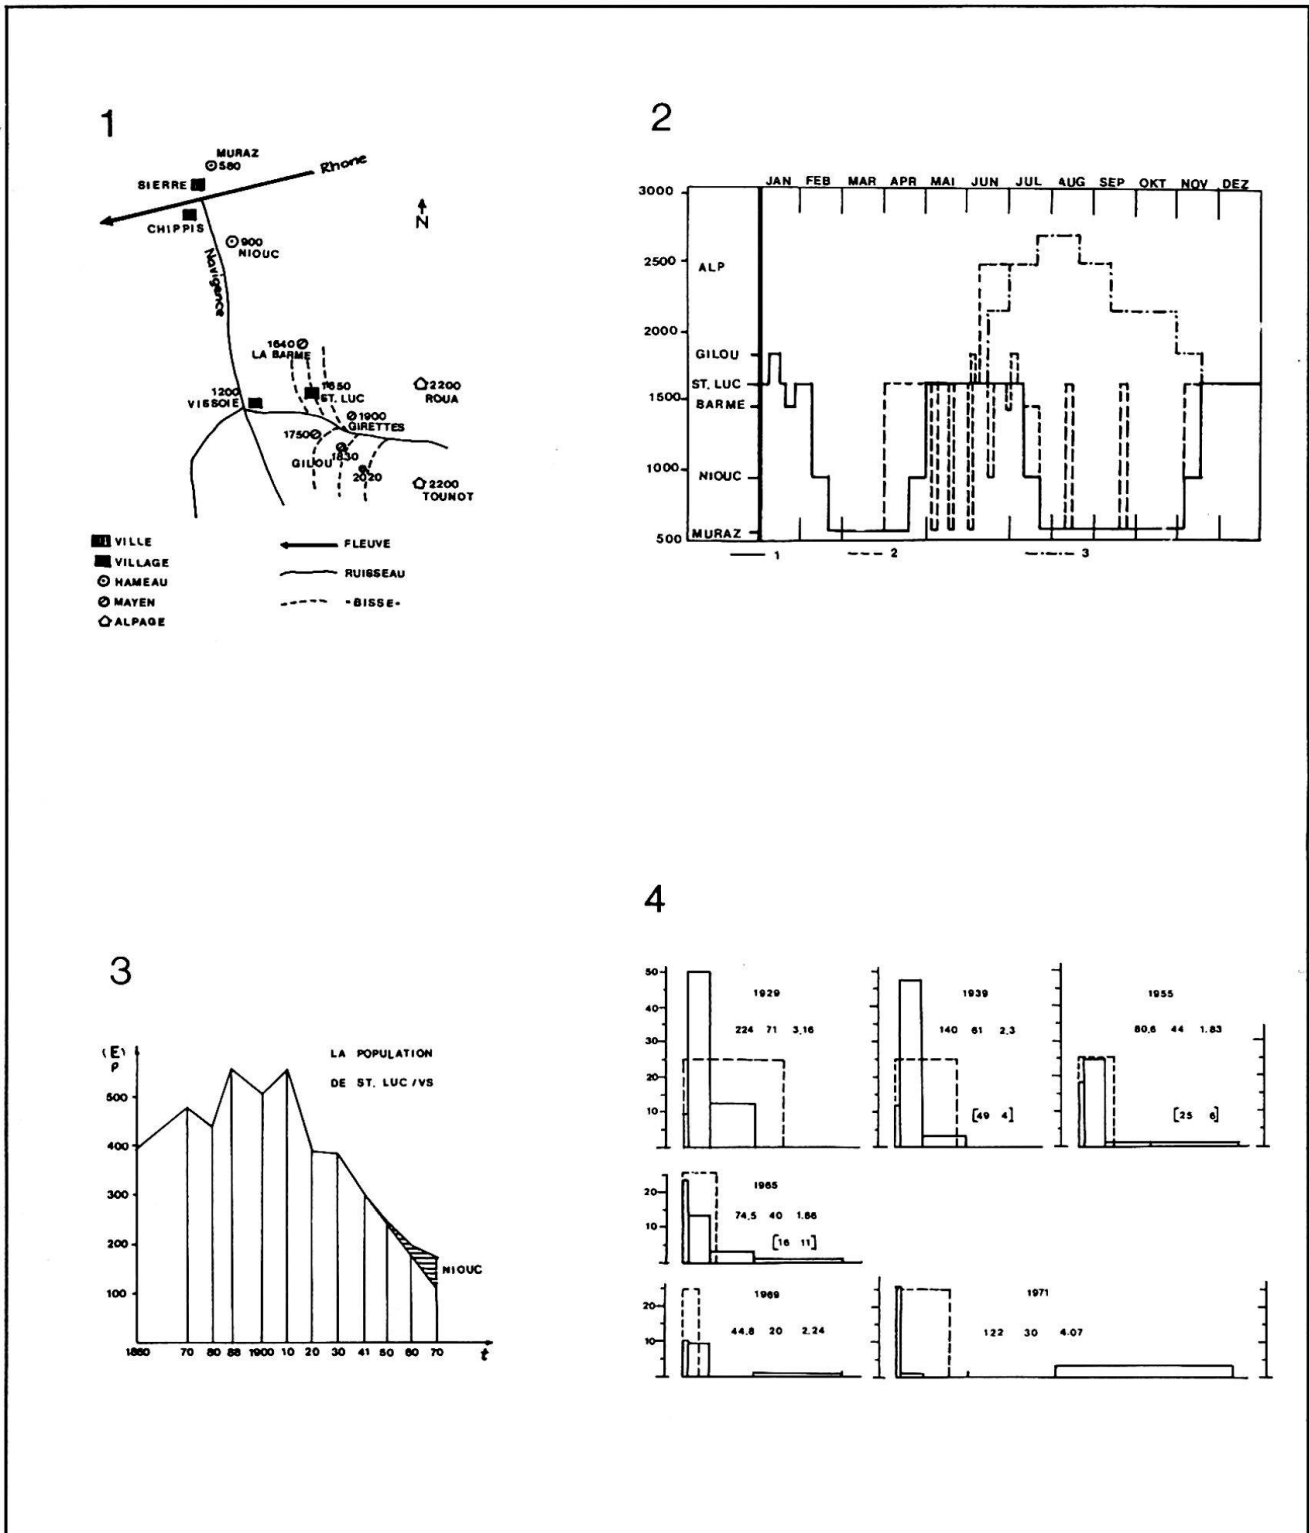 1
MURAZ
580
Rhone
SIERRE
CHIPPIS
N
900
NIOUC
Navigence
1640
LA BARME
1650
ST. LUC
1200
VISSOIE
2200
ROUA
1900
GIRETTES
1750
GILOU
1830
2020
2200
TOUNOT
VILLE
VILLAGE
HAMEAU
MAYEN
ALPAGE
FLEUVE
RUISSEAU
-BISSE-
2
JAN FEB MAR APR MAI JUN JUL AUG SEP OKT NOV DEZ
3000
2500
ALP
2000
GILOU
ST. LUC
1500
BARME
1000
NIOUC
MURAZ
500
1 2 3
3
(E)
P
LA POPULATION
DE ST. LUC/VS
500
400
300
200
100
NIOUC
1860 70 80 88 1900 10 20 30 41 50 60 70 t
4
50
40
30
20
10
1929
224 71 3,16
1939
140 61 2,3
[49 4]
1955
80,6 44 1.83
[25 6]
20
10
1965
74,5 40 1.86
[16 11]
20
10
1969
44,8 20 2,24
1971
122 30 4.07